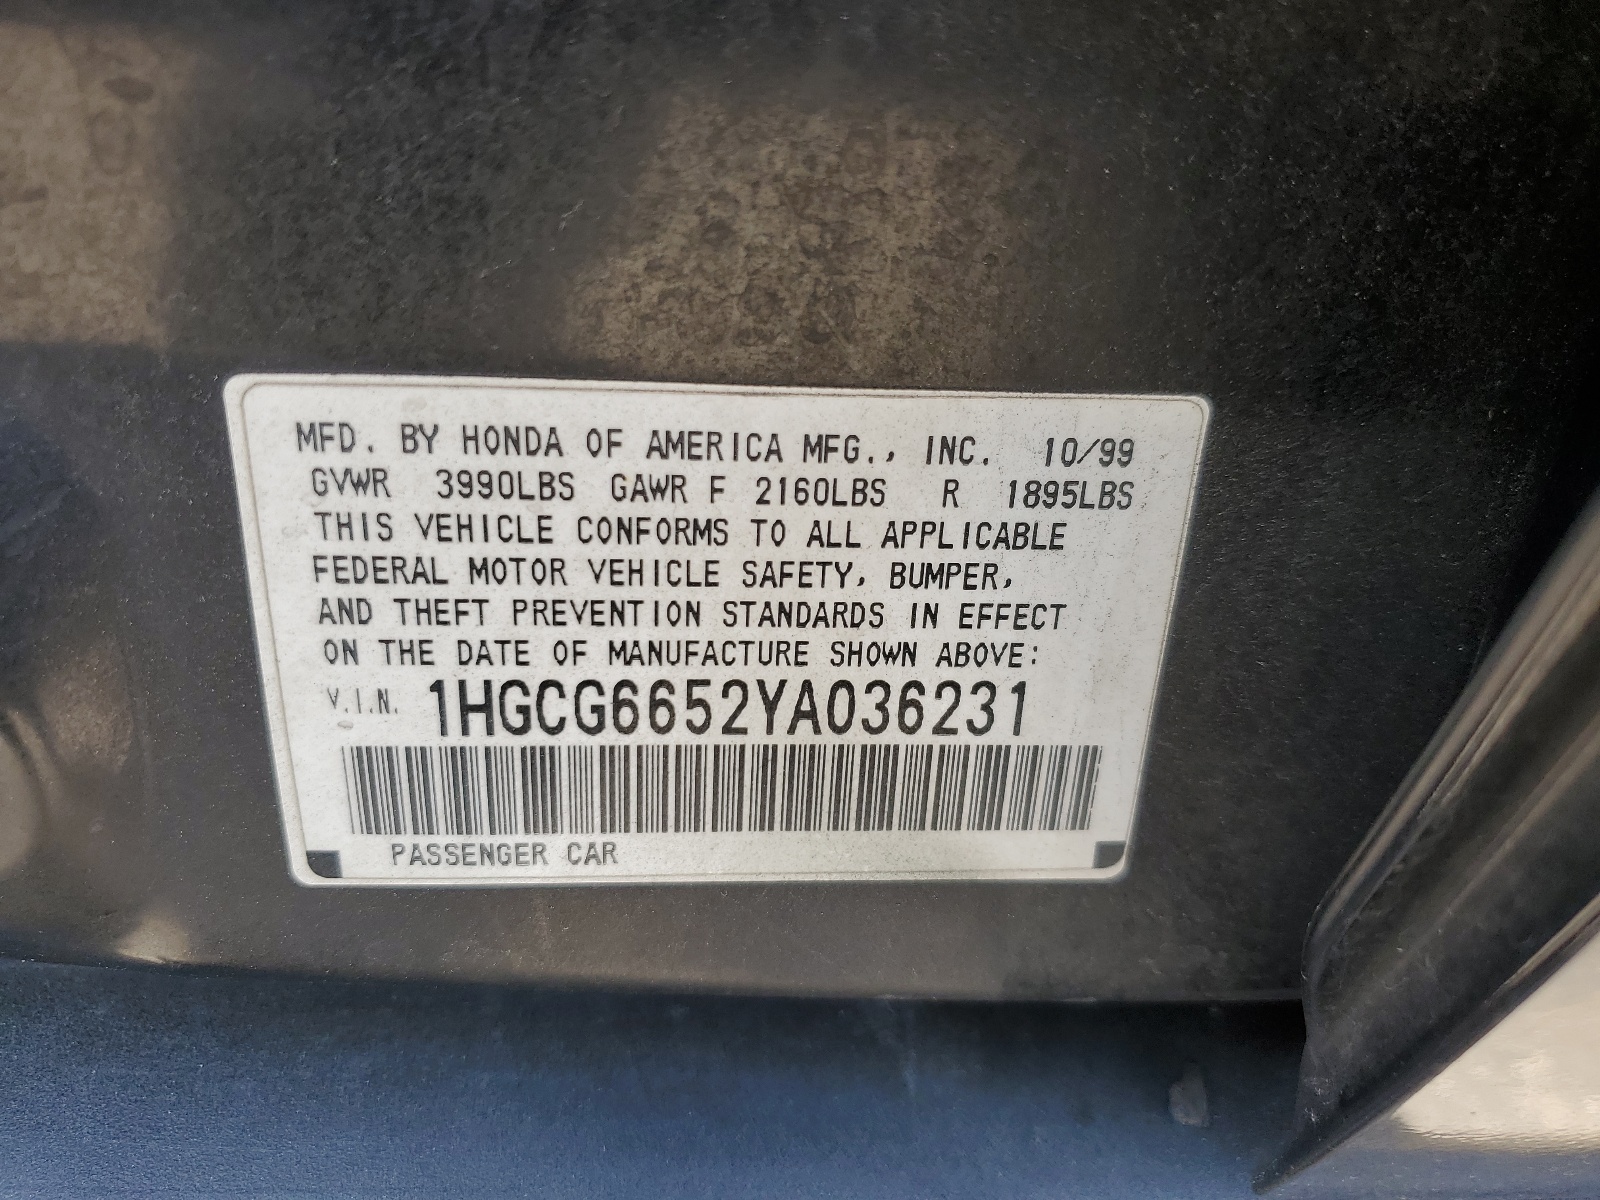 MFD. BY HONDA OF AMERICA MFG., INC. 10/99
GVWR 3990LBS GAWR F 2160LBS R 1895LBS
THIS VEHICLE CONFORMS TO ALL APPLICABLE
FEDERAL MOTOR VEHICLE SAFETY, BUMPER,
AND THEFT PREVENTION STANDARDS IN EFFECT
ON THE DATE OF MANUFACTURE SHOWN ABOVE:
V.I.N. 1HGCG6652YA036231
PASSENGER CAR